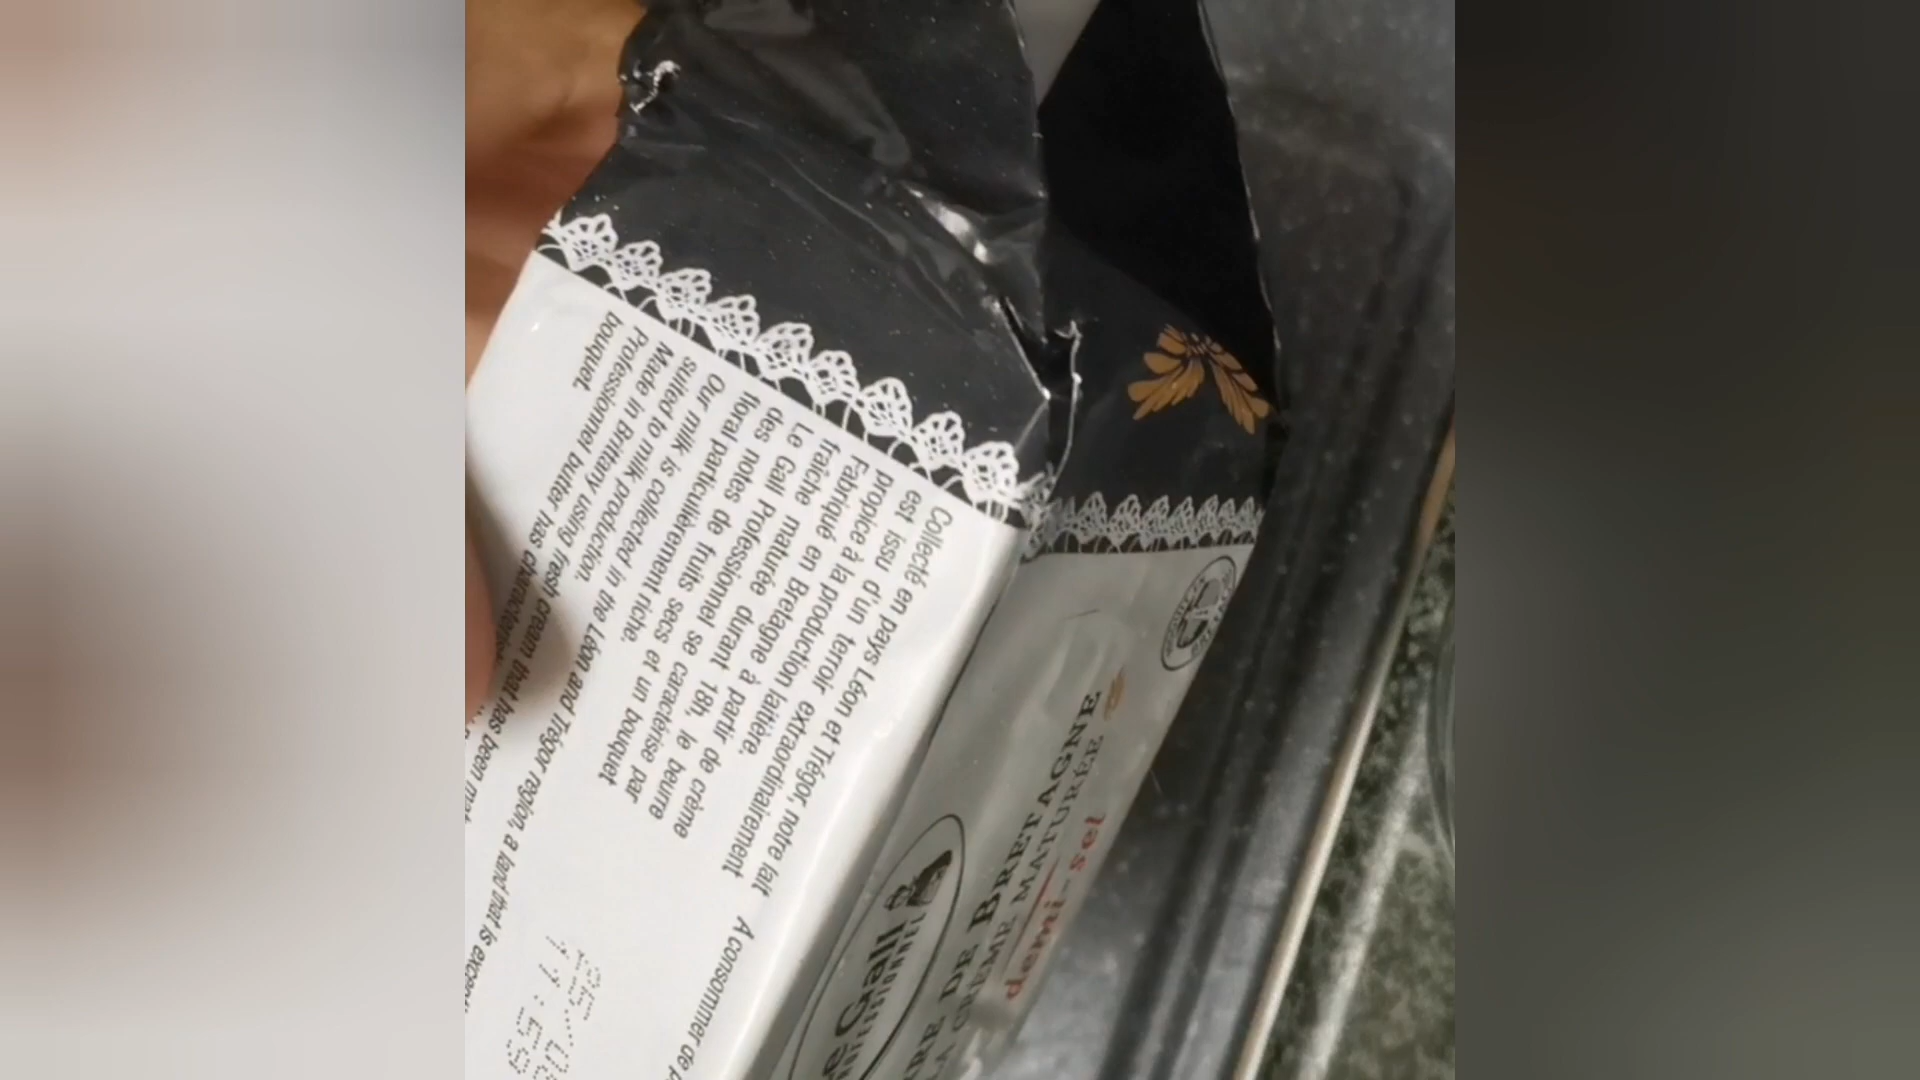 Collecté en pays Léon et Trégor, notre lait
est issu d'un terroir extraordinairement
propice à la production laitière.
Fabriqué en Bretagne à partir de crème
fraîche maturée durant 18h, le beurre
Le Gall Professionnel se caractérise par
des notes de fruits secs et un bouquet
floral particulièrement riche.
Our milk is collected in the Léon and Trégor region, a land that is
suited to milk production.
Made in Brittany using fresh cream that has been
Professionnel butter has
bouquet.
A consommer de
Le Gall
DE BRETAGNE
CRÈME MATURÉE
demi-sel